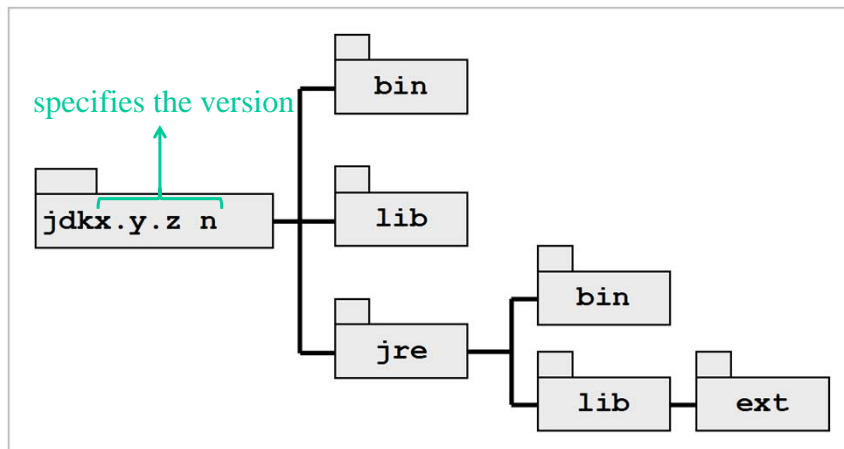 bin
specifies the version
jdkx.y.z n
lib
bin
jre
lib
ext